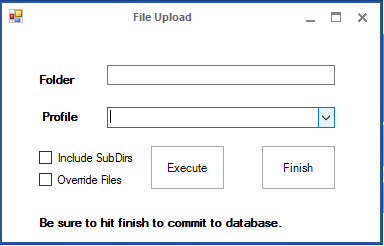 File Upload
Folder
Profile
Include SubDirs
Override Files
Execute
Finish
Be sure to hit finish to commit to database.